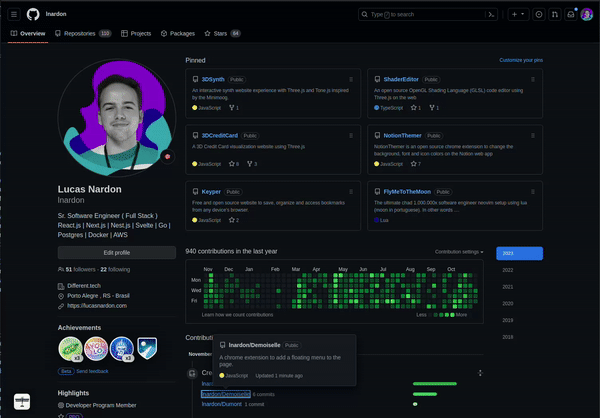 lnardon
Type / to search
Overview
Repositories 103
Projects
Packages
Stars 64
Pinned
Customize your pins
3DSynth Public
An interactive synth website experience with Three.js and Tone.js inspired
by the Minimoog.
JavaScript 1
ShaderEditor Public
An open source OpenGL Shading Language (GLSL) code editor using
Three.js on the web.
TypeScript 1 1
3DCreditCard Public
A 3D Credit Card visualization website using Three.js
JavaScript 8 3
NotionThemer Public
NotionThemer is an open source chrome extension to change the
background, font and icon colors on the Notion web app
JavaScript 7
Keyper Public
Free and open source website to save, organize and access bookmarks
from any device's browser.
JavaScript 2
FlyMeToTheMoon Public
The ultimate chad 1.000.000x software engineer nervim setup using lua
(moon in portuguese). In other words ...
Lua
Lucas Nardon
lnardon
Sr. Software Engineer ( Full Stack )
React.js | Next.js | Nest.js | Svelte | Go |
Postgres | Docker | AWS
Edit profile
51 followers · 22 following
Different.tech
Porto Alegre , RS - Brasil
https://lucasnardon.com
Achievements
x3
x3
Beta Send feedback
Highlights
Developer Program Member
PRO
940 contributions in the last year
Contribution settings
2023
2022
2021
2020
2019
2018
Nov Dec Jan Feb Mar Apr May Jun Jul Aug Sep Oct
Mon
Wed
Fri
Learn how we count contributions
Less More
lnardon/Demoiselle Public
A chrome extension to add a floating menu to the
page.
JavaScript Updated 1 minute ago
lnardon/Demoiselle 6 commits
lnardon/Dumont 1 commit